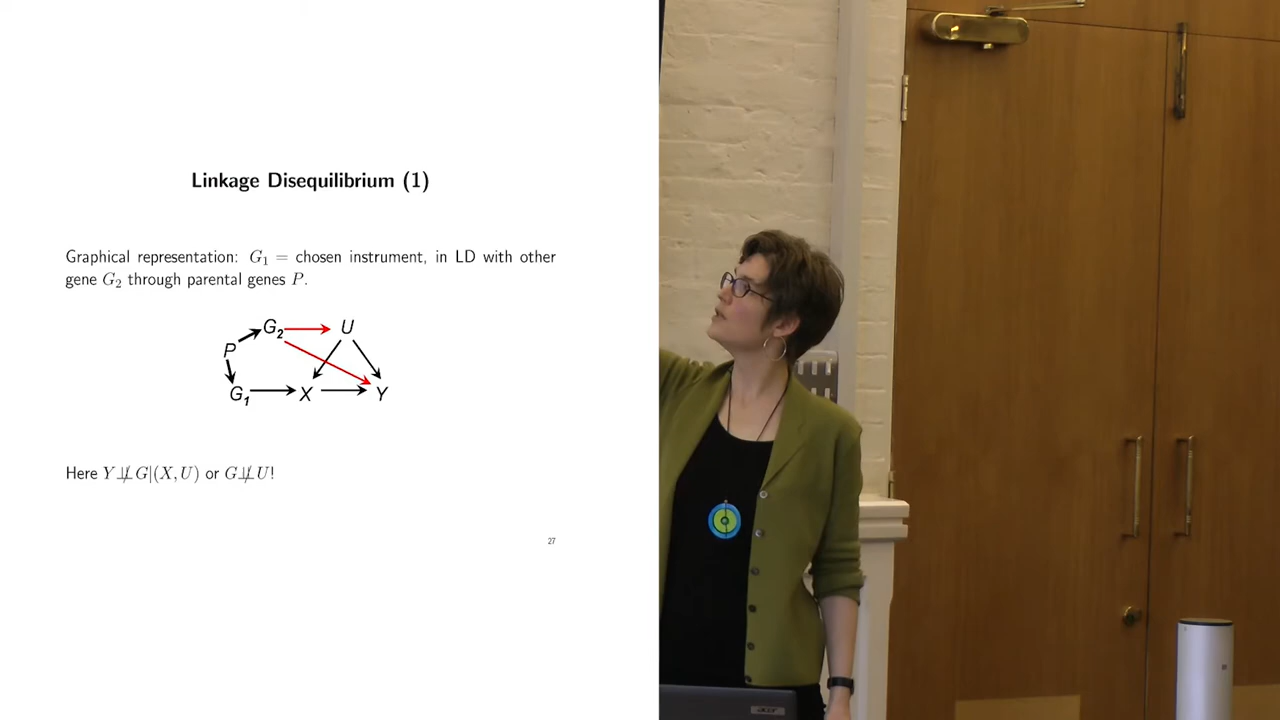 Linkage Disequilibrium (1)
Graphical representation: G₁ = chosen instrument, in LD with other
gene G₂ through parental genes P.
G₂ U
P
G₁ X Y
Here Y ⊥̸⊥ G|(X, U) or G ⊥̸⊥ U!
27
acer